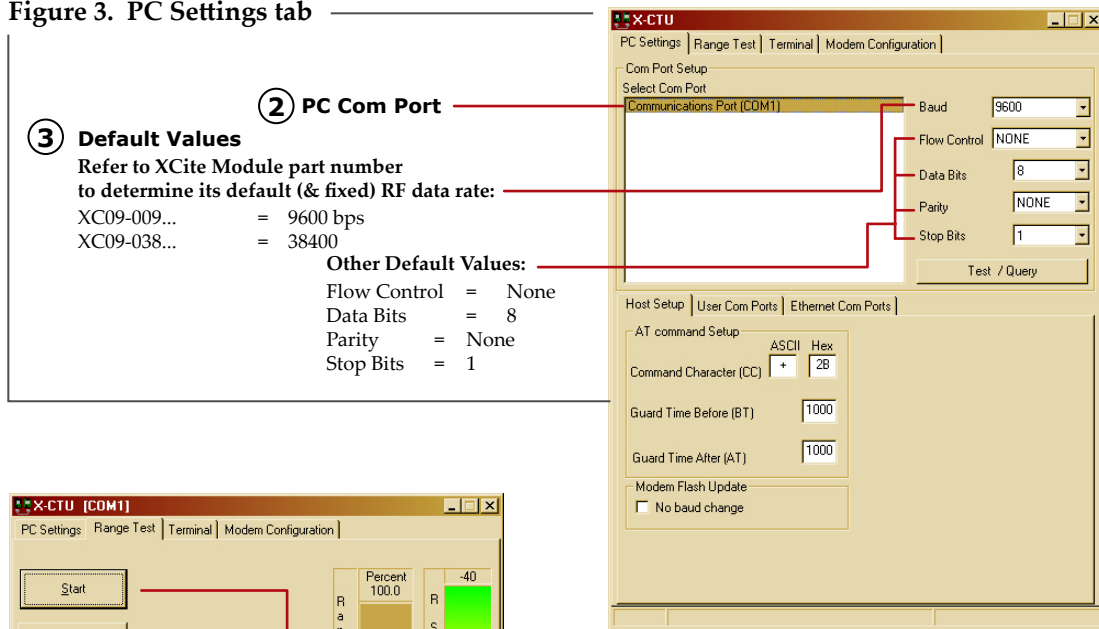 Figure 3. PC Settings tab
2 PC Com Port
3 Default Values
Refer to XCite Module part number
to determine its default (& fixed) RF data rate:
XC09-009... = 9600 bps
XC09-038... = 38400
Other Default Values:
Flow Control = None
Data Bits = 8
Parity = None
Stop Bits = 1
X-CTU
PC Settings Range Test Terminal Modem Configuration
Com Port Setup
Select Com Port
Communications Port (COM1)
Baud 9600
Flow Control NONE
Data Bits 8
Parity NONE
Stop Bits 1
Test / Query
Host Setup User Com Ports Ethernet Com Ports
AT command Setup
ASCII Hex
Command Character (CC) + 2B
Guard Time Before (BT) 1000
Guard Time After (AT) 1000
Modem Flash Update
No baud change
X-CTU [COM1]
PC Settings Range Test Terminal Modem Configuration
Start
Percent
100.0
-40
R
a
R
S